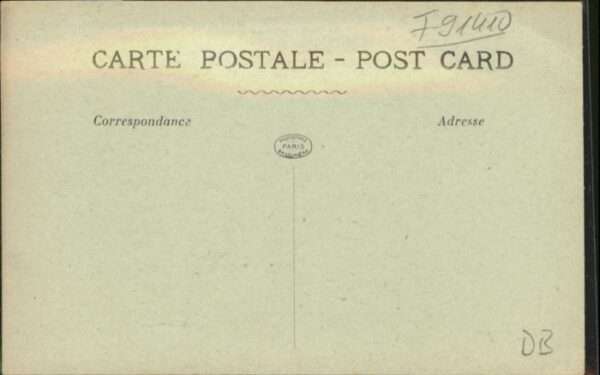 F91410
CARTE POSTALE - POST CARD
Correspondance
Adresse
PARIS
DB